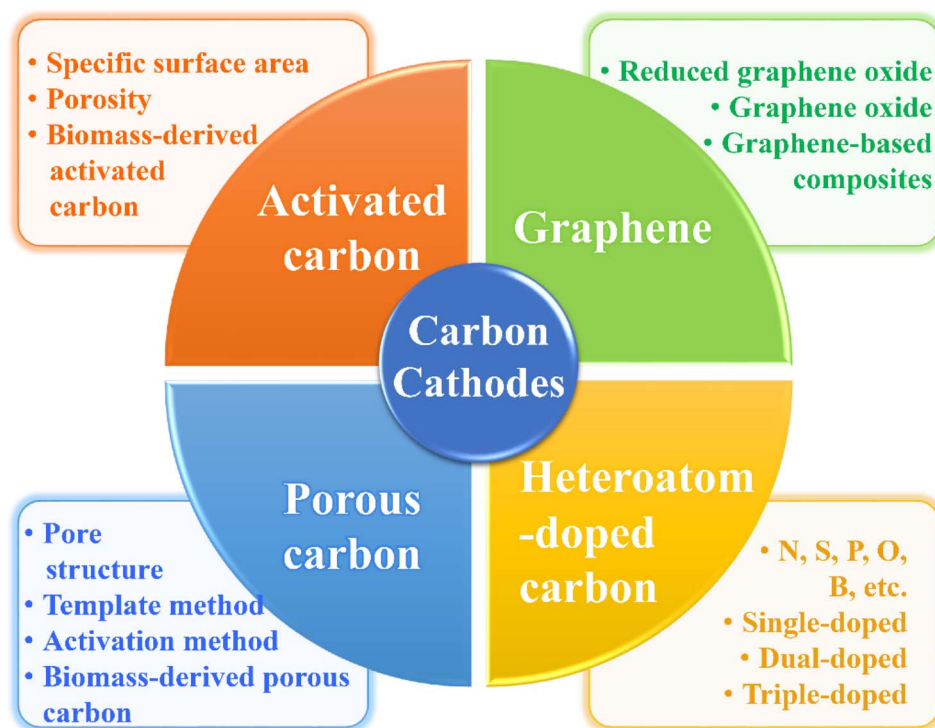 • Specific surface area
• Porosity
• Biomass-derived
activated
carbon
• Reduced graphene oxide
• Graphene oxide
• Graphene-based
composites
Activated
carbon
Graphene
Carbon
Cathodes
Porous
carbon
Heteroatom
-doped
carbon
• Pore
structure
• Template method
• Activation method
• Biomass-derived porous
carbon
• N, S, P, O,
B, etc.
• Single-doped
• Dual-doped
• Triple-doped